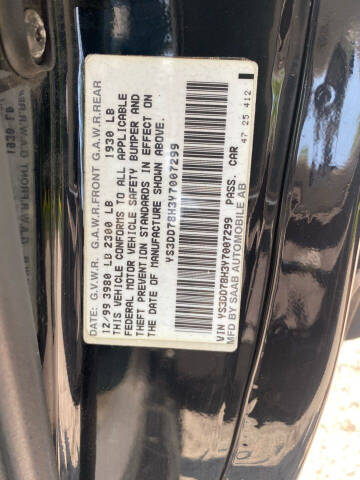 DATE: G.V.W.R. G.A.W.R.FRONT G.A.W.R.REAR
12/99 3980 LB 2300 LB 1930 LB
THIS VEHICLE CONFORMS TO ALL APPLICABLE
FEDERAL MOTOR VEHICLE SAFETY BUMPER AND
THEFT PREVENTION STANDARDS IN EFFECT ON
THE DATE OF MANUFACTURE SHOWN ABOVE.
YS3DD78H3Y7007299
VIN YS3DD78H3Y7007299 PASS. CAR
MFD BY SAAB AUTOMOBILE AB
47 25 412